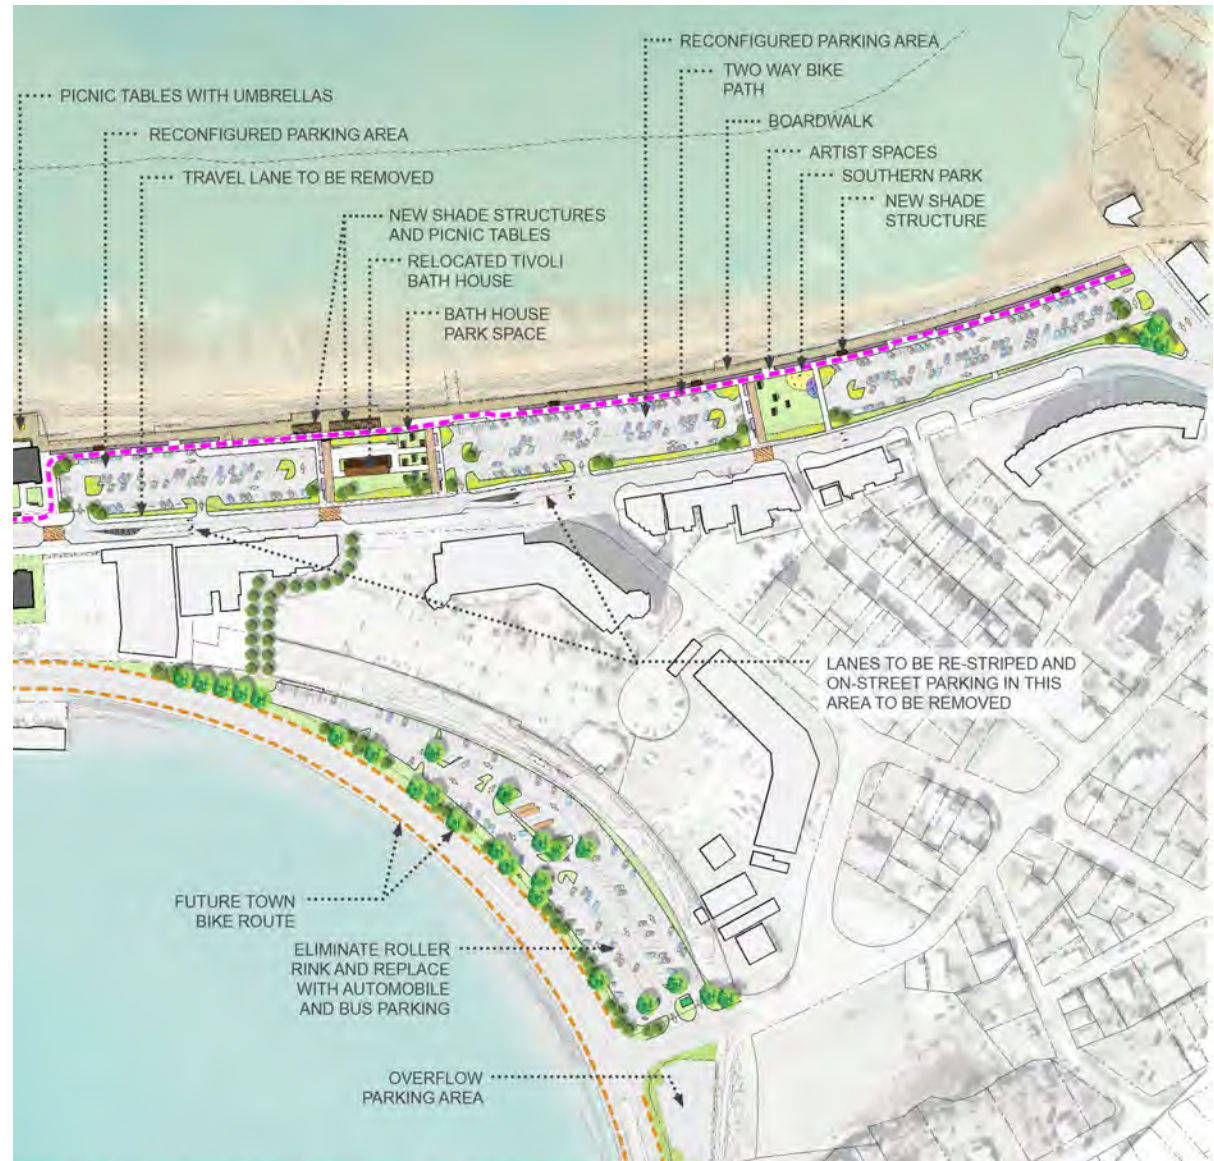 RECONFIGURED PARKING AREA
TWO WAY BIKE
PATH
PICNIC TABLES WITH UMBRELLAS
BOARDWALK
RECONFIGURED PARKING AREA
ARTIST SPACES
TRAVEL LANE TO BE REMOVED
SOUTHERN PARK
NEW SHADE
STRUCTURE
NEW SHADE STRUCTURES
AND PICNIC TABLES
RELOCATED TIVOLI
BATH HOUSE
BATH HOUSE
PARK SPACE
LANES TO BE RE-STRIPED AND
ON-STREET PARKING IN THIS
AREA TO BE REMOVED
FUTURE TOWN
BIKE ROUTE
ELIMINATE ROLLER
RINK AND REPLACE
WITH AUTOMOBILE
AND BUS PARKING
OVERFLOW
PARKING AREA